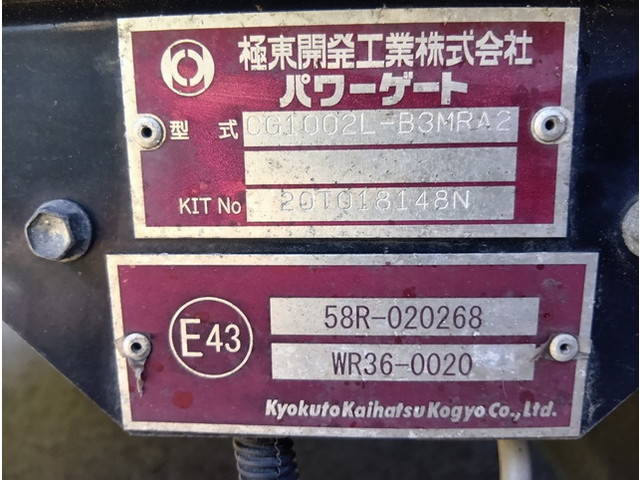 極東開発工業株式会社
パワーゲート
型式 CG1002L-B3MRA2
KIT No 20T018148N
E43
58R-020268
WR36-0020
Kyokuto Kaihatsu Kogyo Co., Ltd.